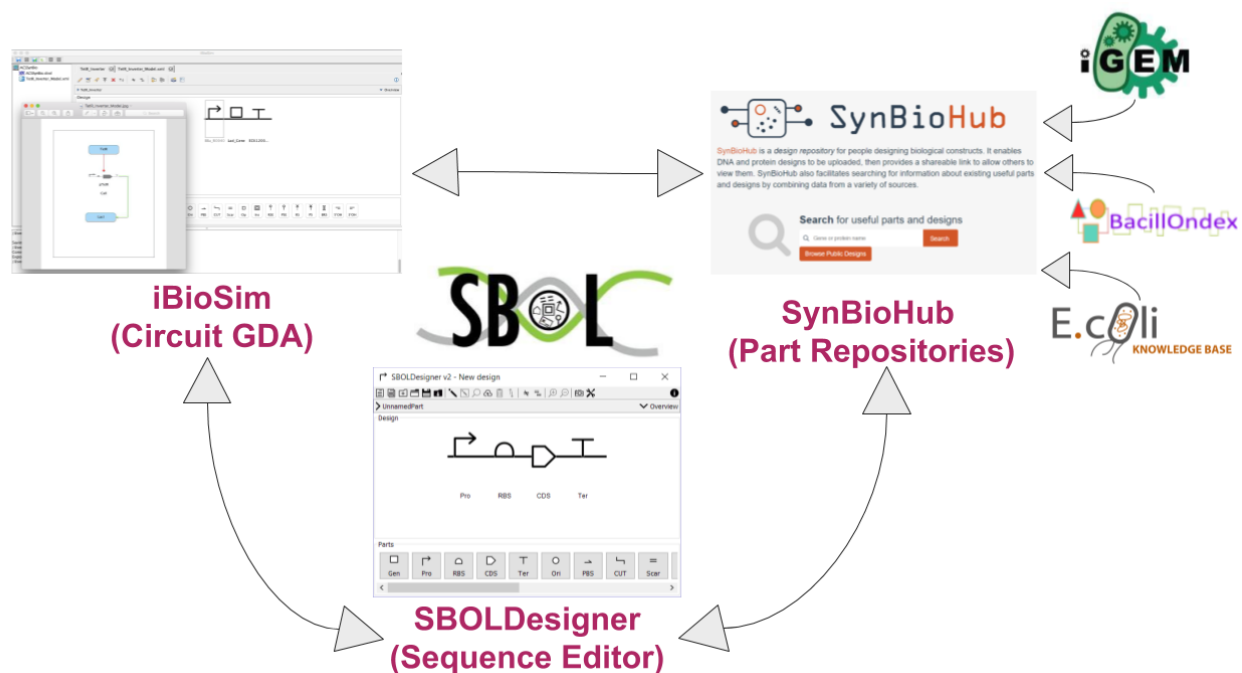 iGEM
SynBioHub
SynBioHub is a design repository for people designing biological constructs. It enables
DNA and protein designs to be uploaded, then provides a shareable link to allow others to
view them. SynBioHub also facilitates searching for information about existing useful parts
and designs by combining data from a variety of sources.
Search for useful parts and designs
Gene or protein name
Search
Browse Public Designs
BacillOndex
E.coli
KNOWLEDGE BASE
iBioSim
(Circuit GDA)
SBOL
SynBioHub
(Part Repositories)
SBOLDesigner v2 - New design
UnnamedPart
Overview
Design
Pro RBS CDS Ter
Parts
Gen Pro RBS CDS Ter Ori PBS CUT Scar
SBOLDesigner
(Sequence Editor)